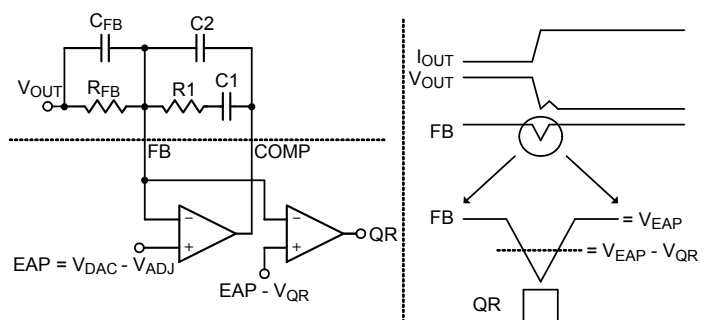 CFB
C2
VOUT
RFB
R1
C1
FB
COMP
QR
EAP = VDAC - VADJ
EAP - VQR
IOUT
VOUT
FB
FB
= VEAP
= VEAP - VQR
QR